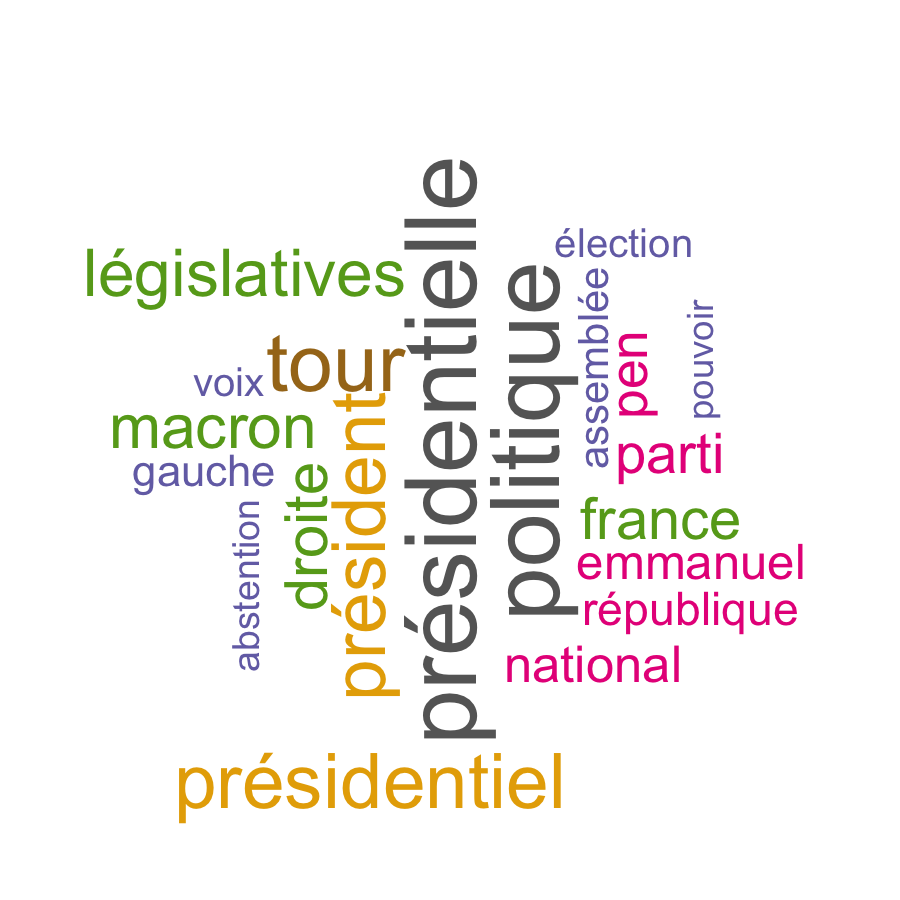 présidentielle
politique
élection
législatives
assemblée
pouvoir
pen
tour
voix
président
macron
parti
gauche
droite
abstention
france
emmanuel
république
national
présidentiel